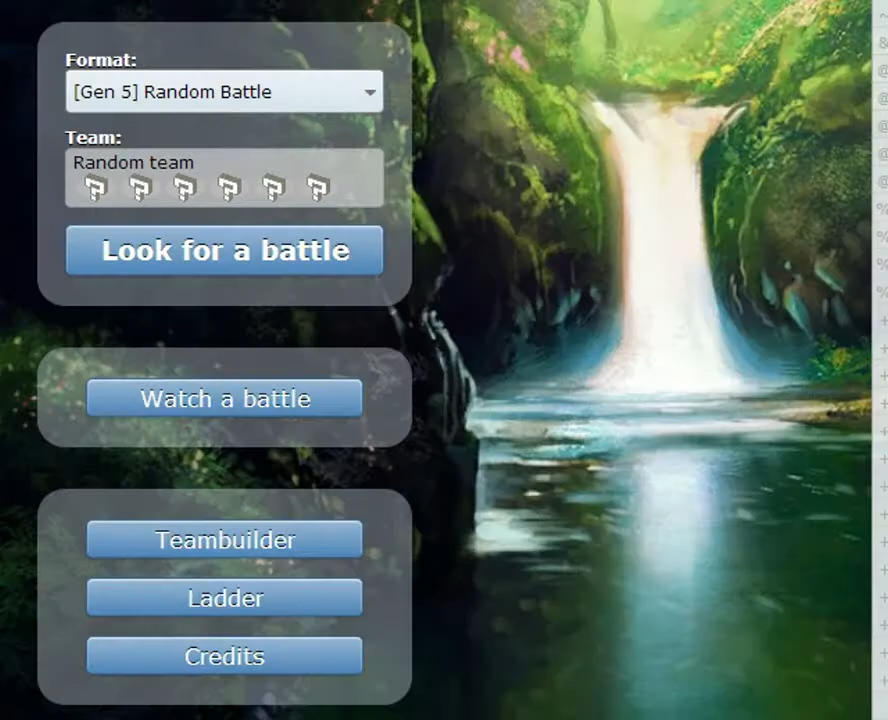 Format:
[Gen 5] Random Battle
Team:
Random team
? ? ? ? ? ?
Look for a battle
Watch a battle
Teambuilder
Ladder
Credits